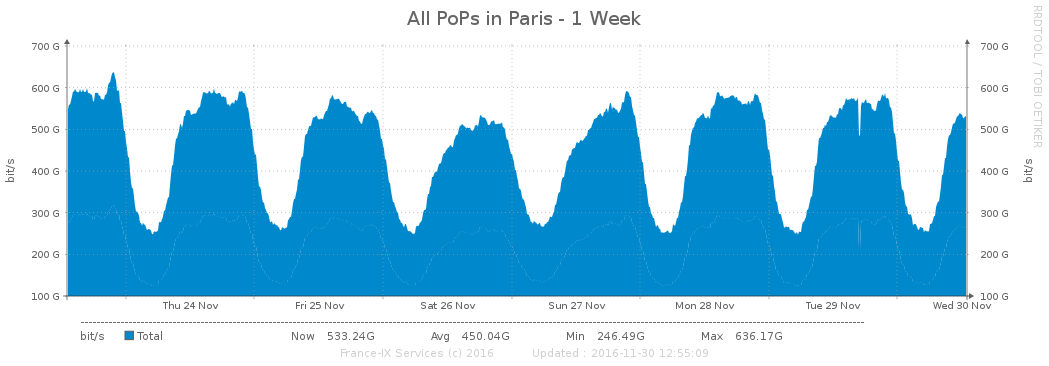 All PoPs in Paris - 1 Week
RRDTOOL / TOBI OETIKER
700 G 700 G
600 G 600 G
500 G 500 G
400 G 400 G
300 G 300 G
200 G 200 G
100 G 100 G
bit/s bit/s
Thu 24 Nov Fri 25 Nov Sat 26 Nov Sun 27 Nov Mon 28 Nov Tue 29 Nov Wed 30 Nov
bit/s Total Now 533.24G Avg 450.04G Min 246.49G Max 636.17G
France-IX Services (c) 2016 Updated : 2016-11-30 12:55:09